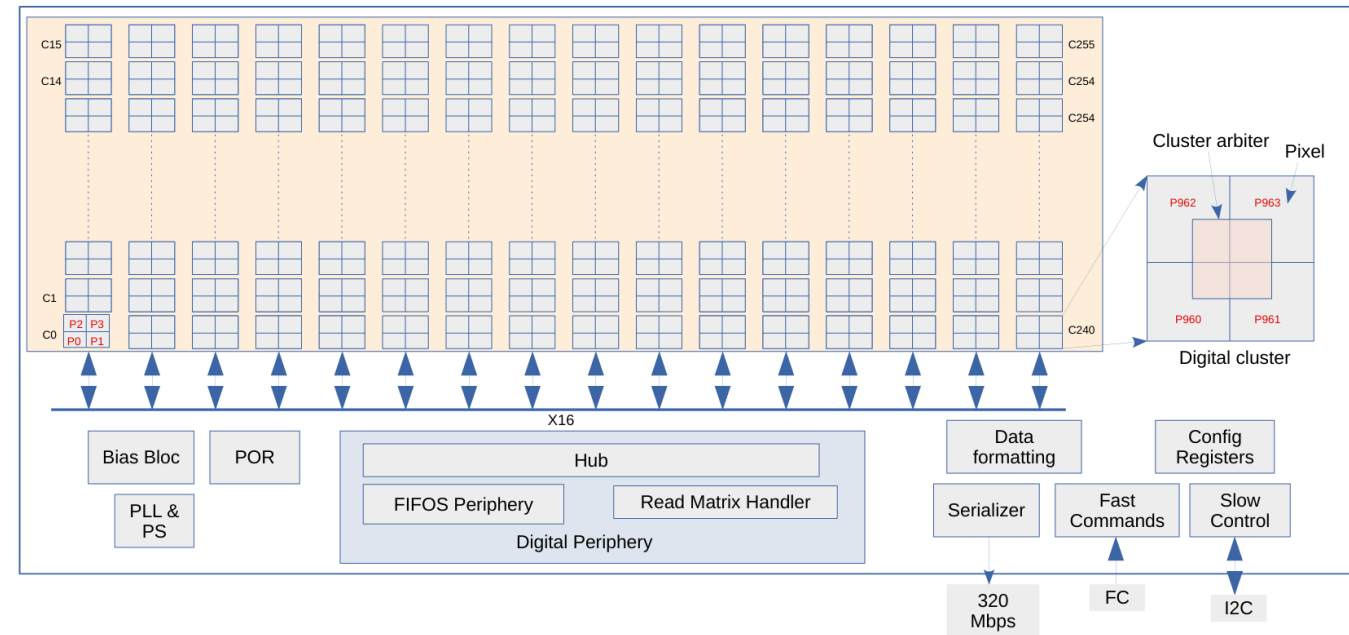 C15
C255
C14
C254
C254
Cluster arbiter
Pixel
P962
P963
P960
P961
Digital cluster
C1
P2 P3
C0
P0 P1
C240
X16
Bias Bloc
POR
PLL &
PS
Hub
FIFOS Periphery
Read Matrix Handler
Digital Periphery
Data
formatting
Config
Registers
Serializer
Fast
Commands
Slow
Control
320
Mbps
FC
I2C